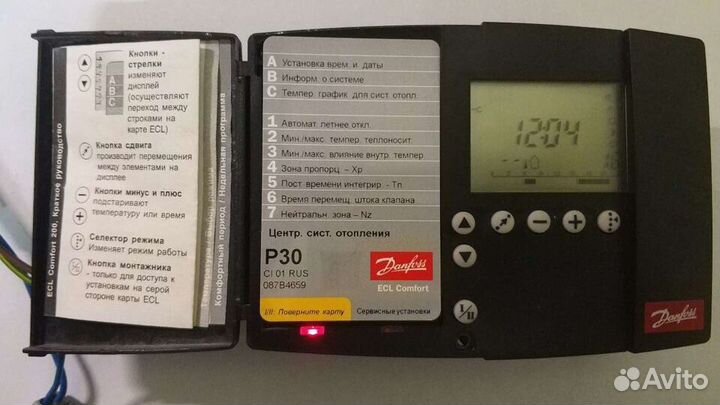 Кнопки -
стрелки
изменяют
дисплей
(осуществляют
переход между
строками на
карте ECL)
A
B
C
Кнопка сдвига
производит перемещения
между элементами на
дисплее
Кнопки минус и плюс
подстаривают
температуру или время
Селектор режима
Изменяет режим работы
Кнопка монтажника
- только для доступа к
установкам на серой
стороне карты ECL
ECL Comfort 200, Краткое руководство
Комфортный период / Недельная программа
A Установка врем. и даты
B Информ. о системе
C Темпер. график для сист. отопл.
1 Автомат. летнее откл.
2 Мин./макс. темпер. теплоносит.
3 Мин./макс. влияние внутр. темпер
4 Зона пропорц. - Хр
5 Пост времени интегрир - Тn
6 Время перемещ. штока клапана
7 Нейтральн. зона - Nz
Центр. сист. отопления
P30
CI 01 RUS
087B4659
Danfoss
ECL Comfort
I/II: Поверните карту
Сервисные установки
12:04
I/II
Danfoss
Avito